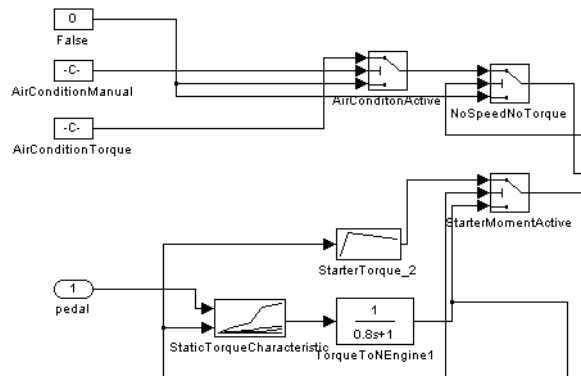 0
False
-C-
AirConditionManual
AirConditonActive
NoSpeedNoTorque
-C-
AirConditionTorque
StarterMomentActive
StarterTorque_2
1
pedal
StaticTorqueCharacteristic
1
0.8s+1
TorqueToNEngine1